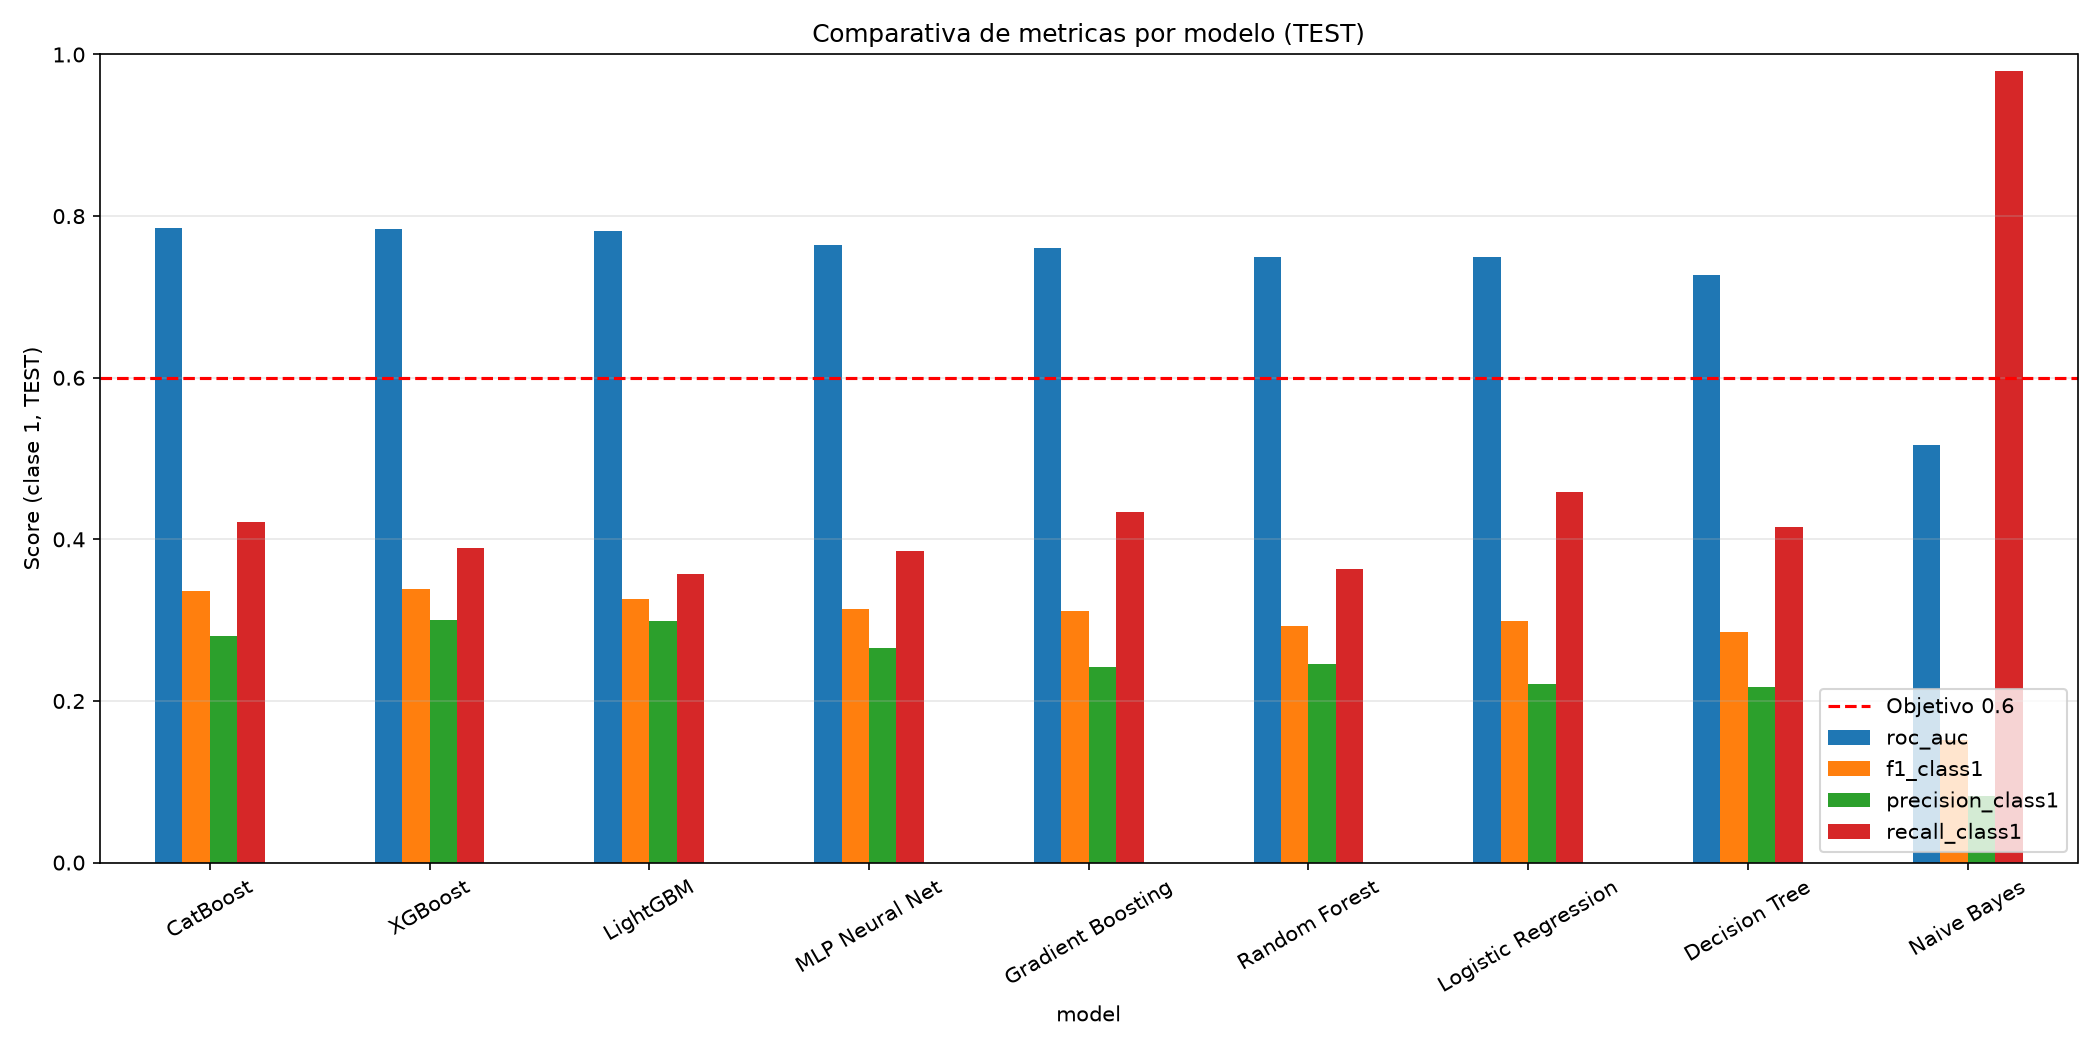 Comparativa de metricas por modelo (TEST)
Score (clase 1, TEST)
1.0
0.8
0.6
0.4
0.2
0.0
Objetivo 0.6
roc_auc
f1_class1
precision_class1
recall_class1
CatBoost
XGBoost
LightGBM
MLP Neural Net
Gradient Boosting
Random Forest
Logistic Regression
Decision Tree
Naive Bayes
model